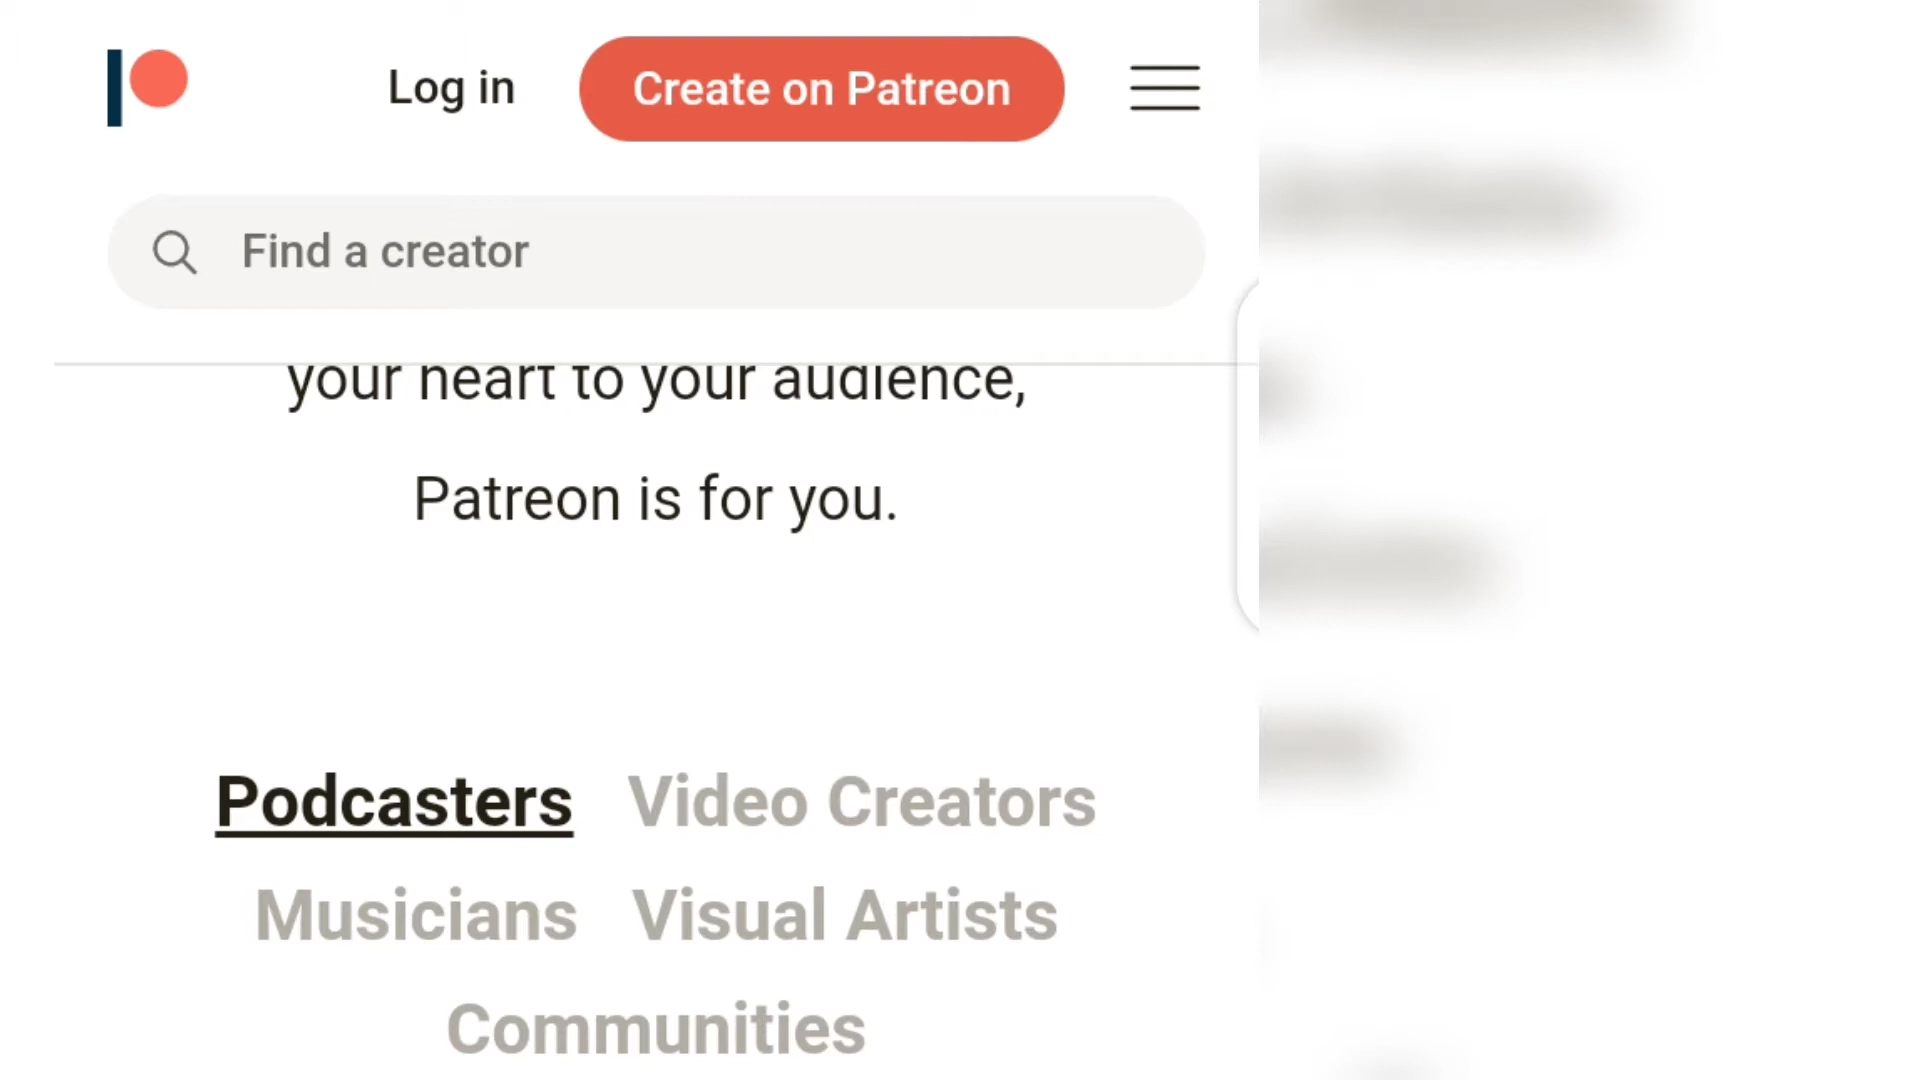 Log in
Create on Patreon
Find a creator
your heart to your audience,
Patreon is for you.
Podcasters Video Creators
Musicians Visual Artists
Communities